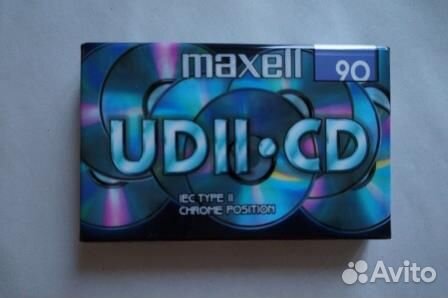 maxell
90
UDII•CD
IEC TYPE II
CHROME POSITION
Avito